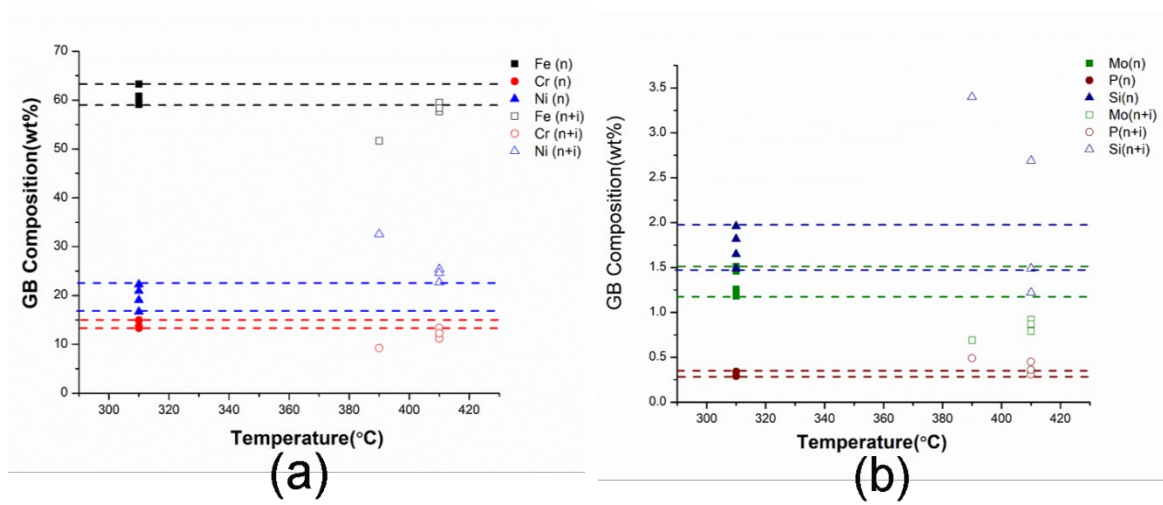 70
60
50
40
30
20
10
0
GB Composition(wt%)
300 320 340 360 380 400 420
Temperature(°C)
Fe (n)
Cr (n)
Ni (n)
Fe (n+i)
Cr (n+i)
Ni (n+i)
(a)
3.5
3.0
2.5
2.0
1.5
1.0
0.5
0.0
GB Composition(wt%)
300 320 340 360 380 400 420
Temperature(°C)
Mo(n)
P(n)
Si(n)
Mo(n+i)
P(n+i)
Si(n+i)
(b)